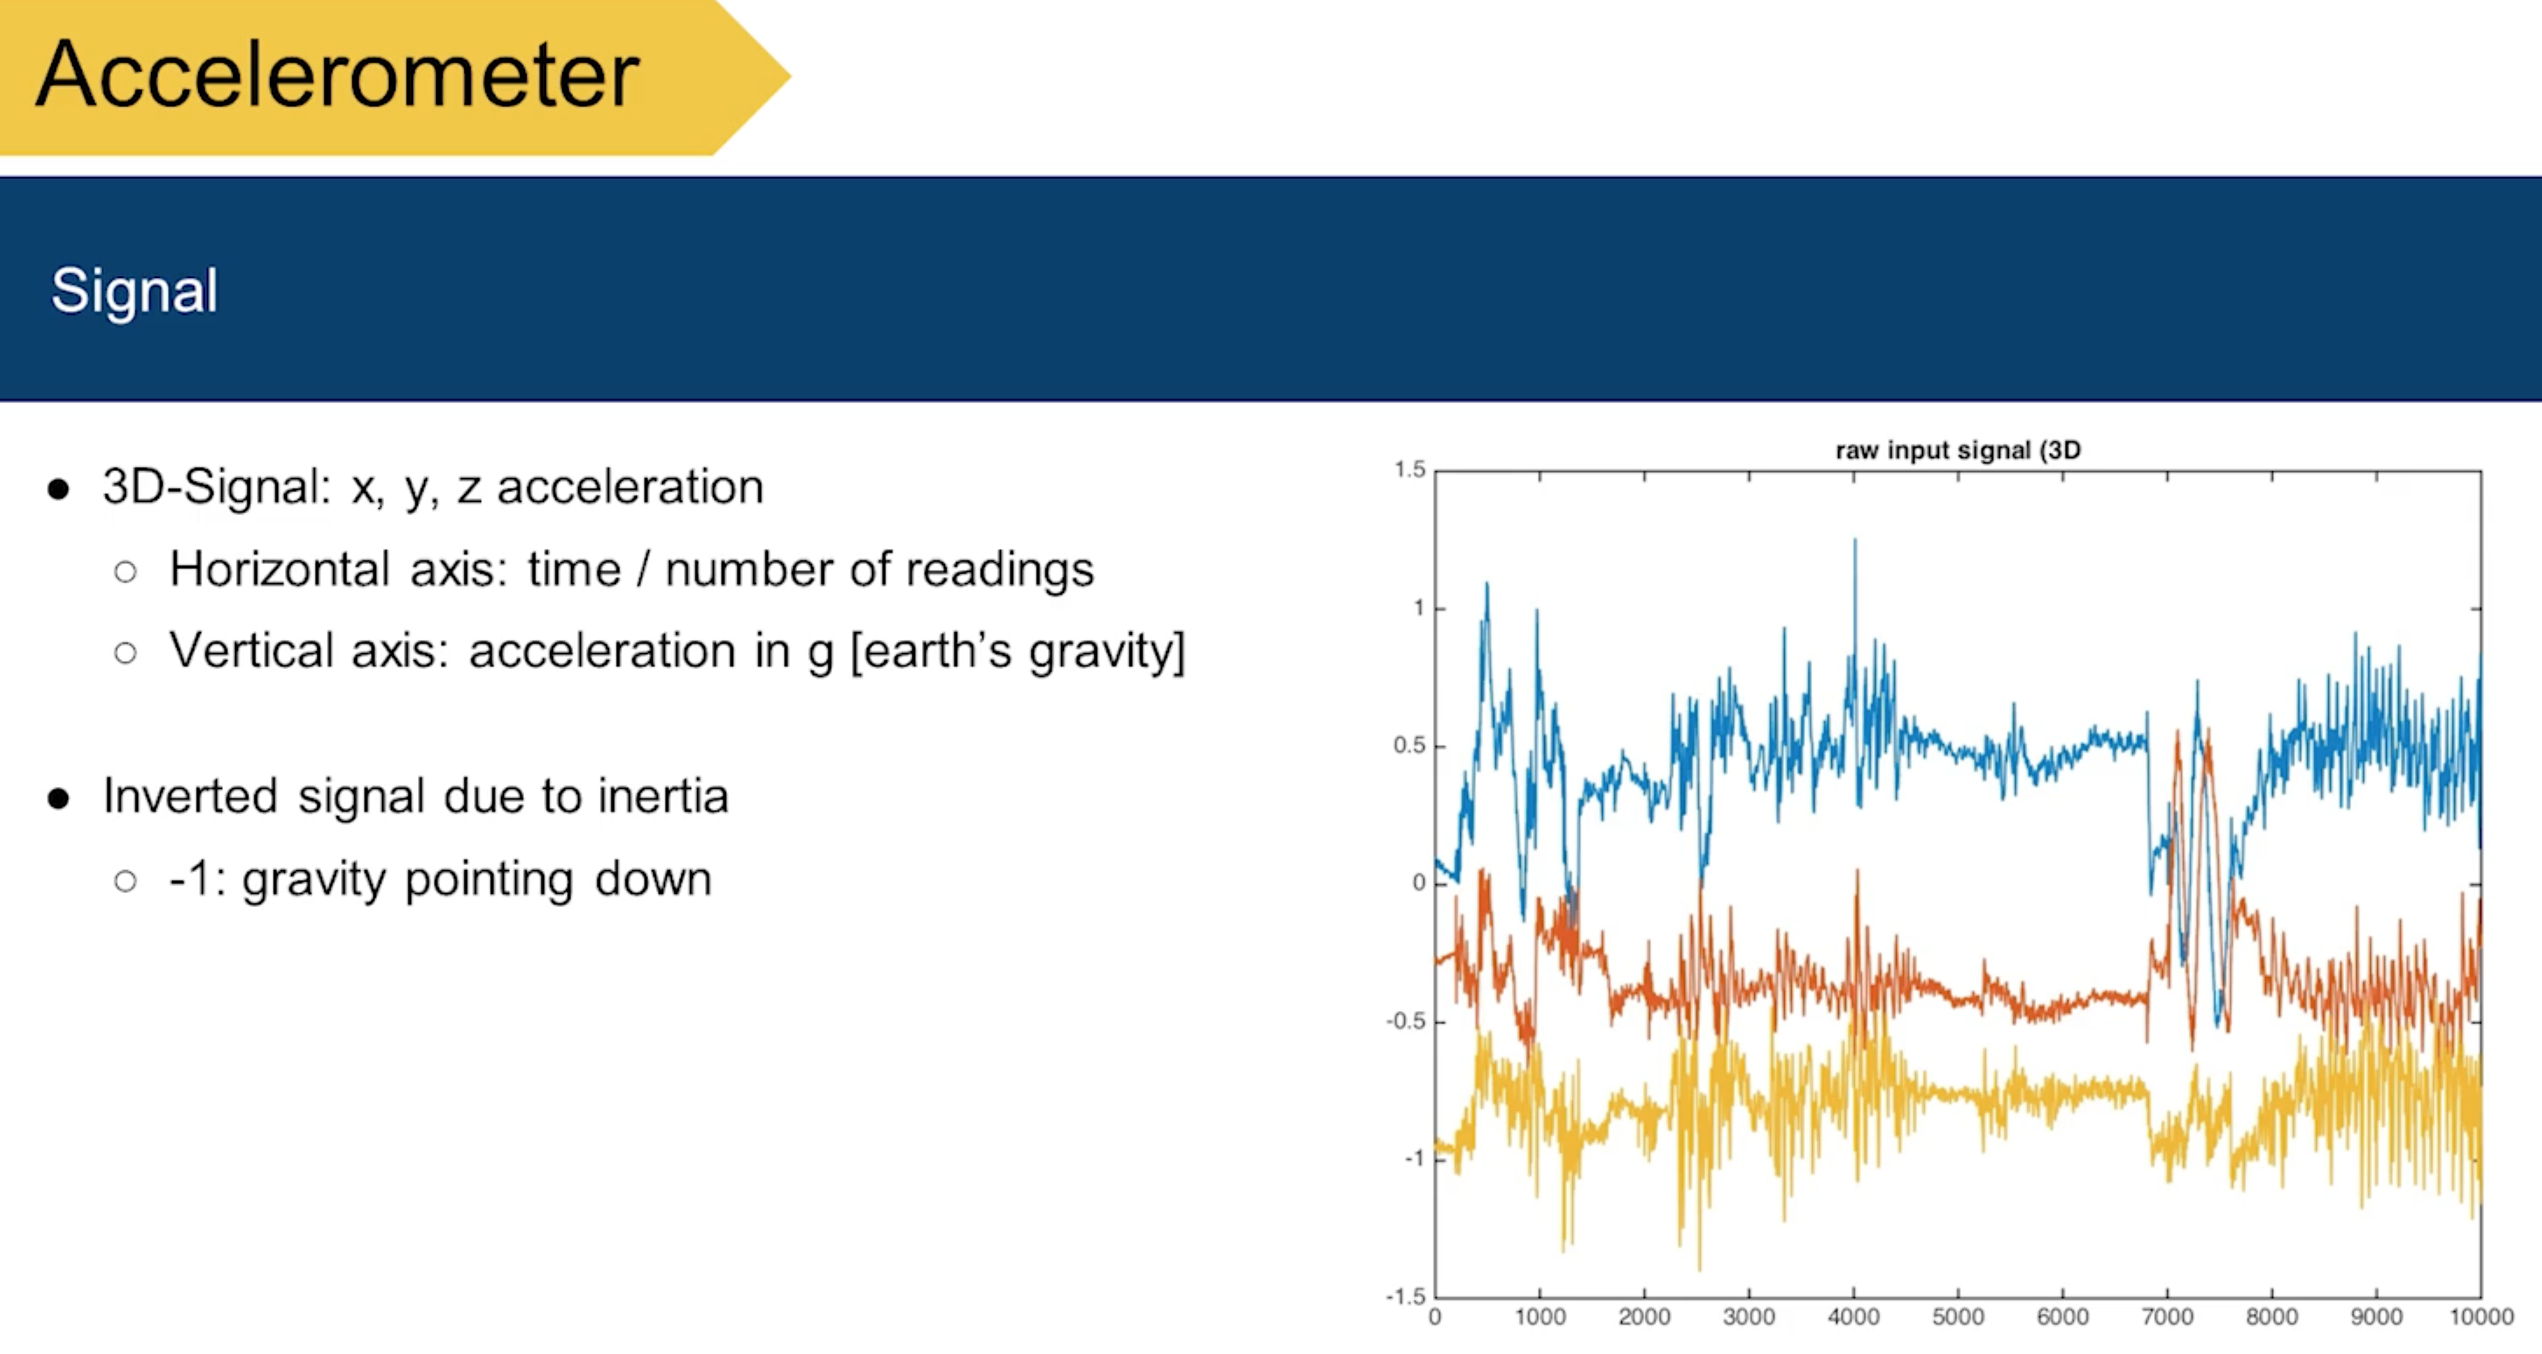 Accelerometer
Signal
● 3D-Signal: x, y, z acceleration
○ Horizontal axis: time / number of readings
○ Vertical axis: acceleration in g [earth’s gravity]
● Inverted signal due to inertia
○ -1: gravity pointing down
raw input signal (3D
1.5
1
0.5
0
-0.5
-1
-1.5
0 1000 2000 3000 4000 5000 6000 7000 8000 9000 10000